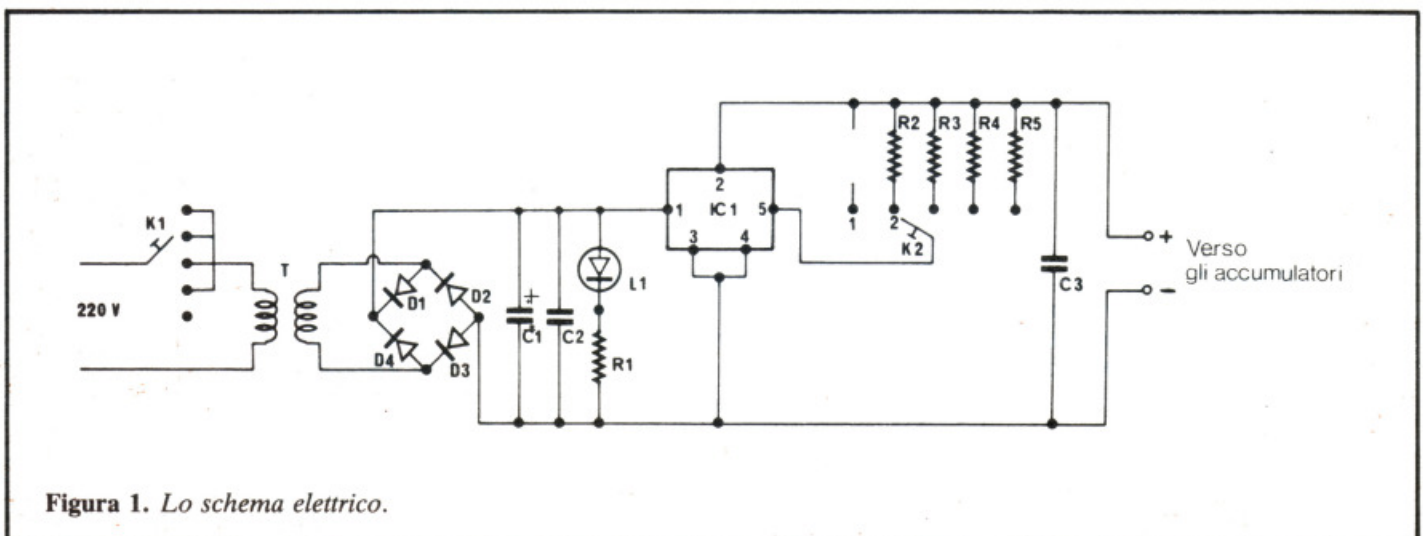 K1
220 V
T
D1
D2
D3
D4
+
C1
C2
L1
R1
1
2
IC1
5
3
4
R2
R3
R4
R5
1
2
K2
C3
+
Verso
gli accumulatori
−
Figura 1. Lo schema elettrico.